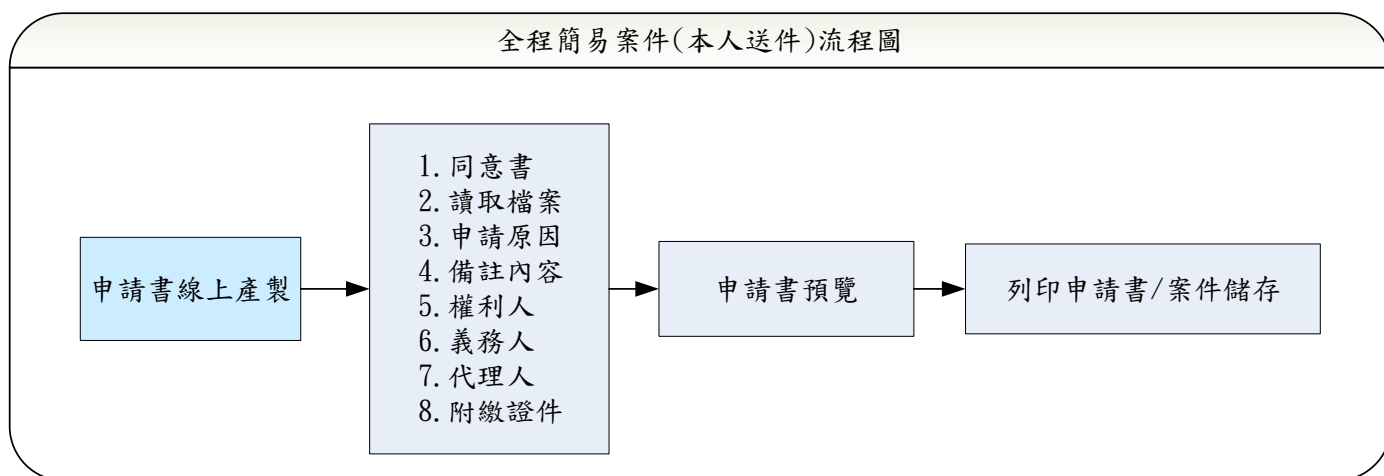 全程簡易案件(本人送件)流程圖
申請書線上產製
1.同意書
2.讀取檔案
3.申請原因
4.備註內容
5.權利人
6.義務人
7.代理人
8.附繳證件
申請書預覽
列印申請書/案件儲存